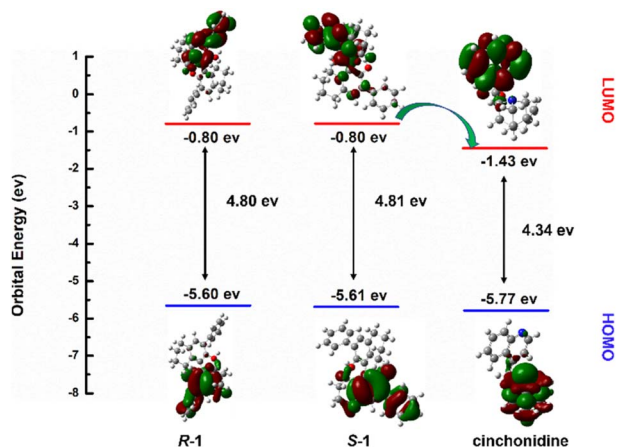 1
0
-1
-2
-3
-4
-5
-6
-7
-8
Orbital Energy (ev)
-0.80 ev
-0.80 ev
-1.43 ev
4.80 ev
4.81 ev
4.34 ev
-5.60 ev
-5.61 ev
-5.77 ev
LUMO
HOMO
R-1
S-1
cinchonidine